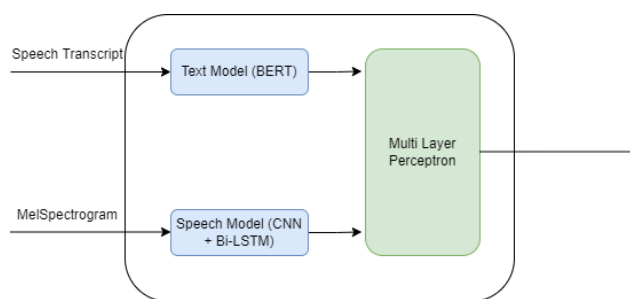 Speech Transcript
Text Model (BERT)
Multi Layer
Perceptron
MelSpectrogram
Speech Model (CNN
+ Bi-LSTM)